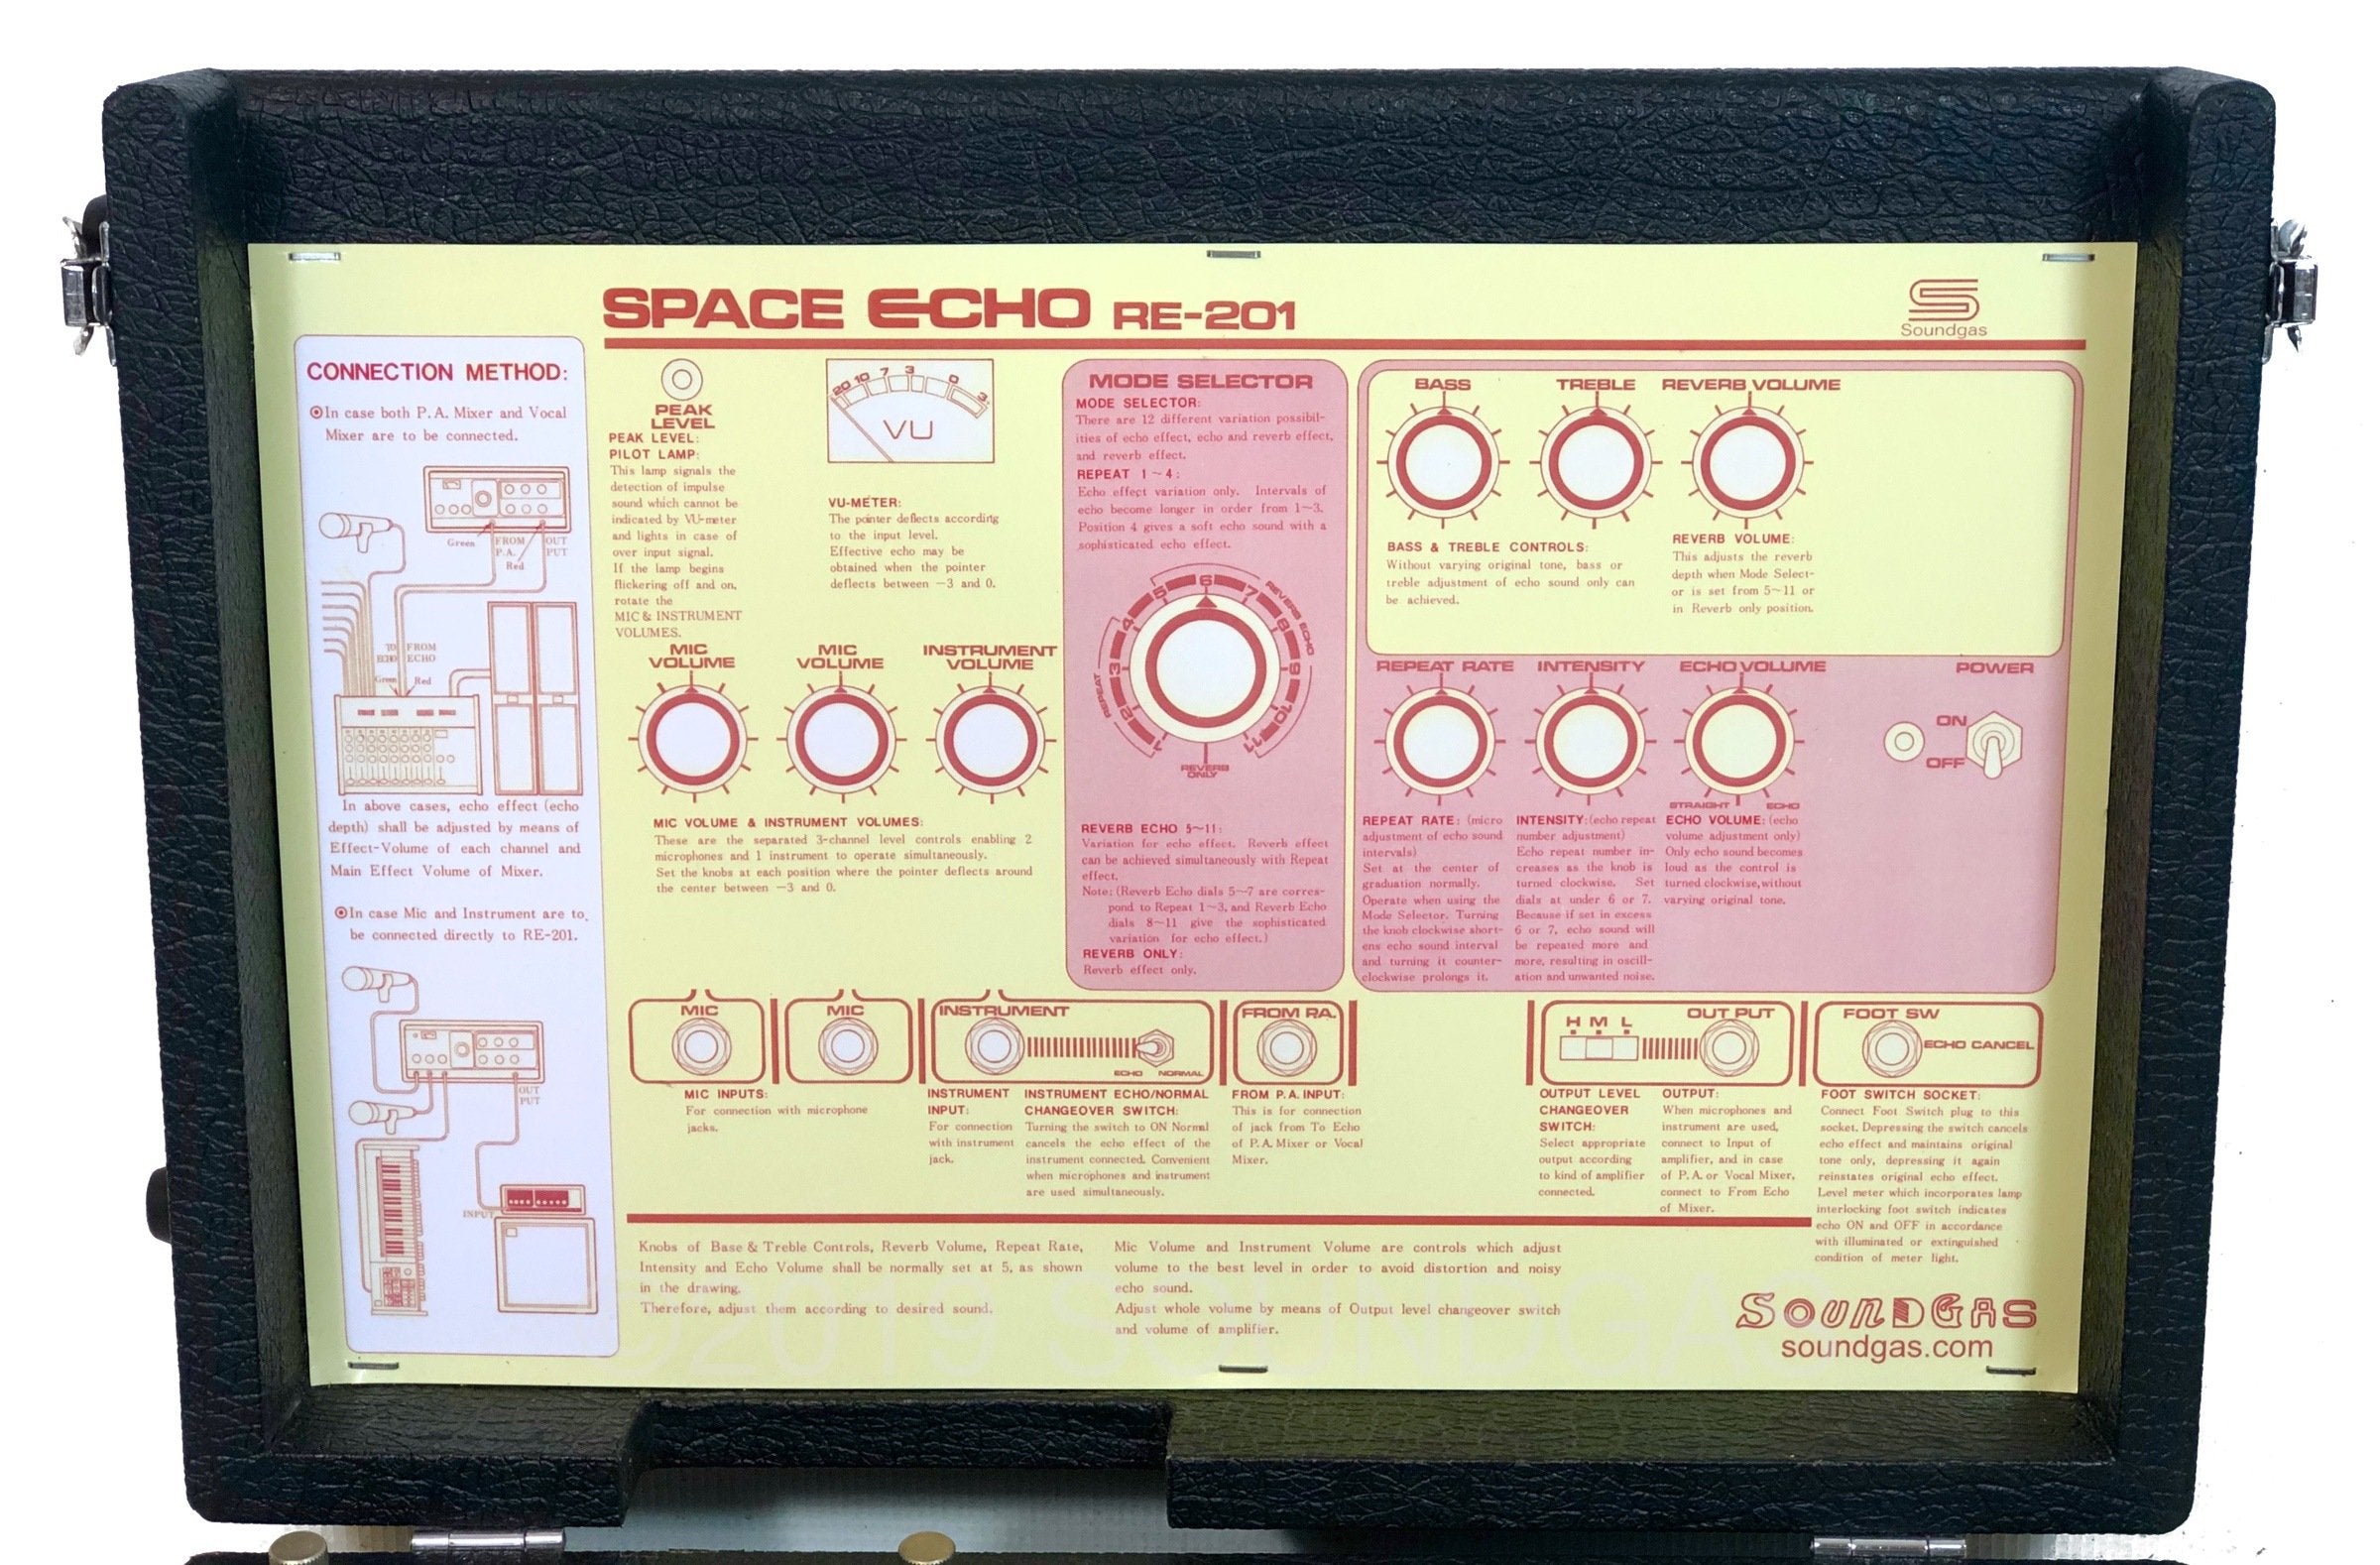 SPACE ECHO RE-201
Soundgas
CONNECTION METHOD:
In case both P.A. Mixer and Vocal
Mixer are to be connected.
Green
FROM
P.A.
Red
OUT
PUT
TO
ECHO
FROM
ECHO
Green
Red
In above cases, echo effect (echo
depth) shall be adjusted by means of
Effect-Volume of each channel and
Main Effect Volume of Mixer.
In case Mic and Instrument are to
be connected directly to RE-201.
OUT
PUT
INPUT
PEAK
LEVEL
PEAK LEVEL:
PILOT LAMP:
This lamp signals the
detection of impulse
sound which cannot be
indicated by VU-meter
and lights in case of
over input signal.
If the lamp begins
flickering off and on,
rotate the
MIC & INSTRUMENT
VOLUMES.
20 10 7 3 0 3
VU
VU-METER:
The pointer deflects according
to the input level.
Effective echo may be
obtained when the pointer
deflects between −3 and 0.
MIC
VOLUME
MIC
VOLUME
INSTRUMENT
VOLUME
MIC VOLUME & INSTRUMENT VOLUMES:
These are the separated 3-channel level controls enabling 2
microphones and 1 instrument to operate simultaneously.
Set the knobs at each position where the pointer deflects around
the center between −3 and 0.
MODE SELECTOR
MODE SELECTOR:
There are 12 different variation possibil-
ities of echo effect, echo and reverb effect,
and reverb effect.
REPEAT 1~4:
Echo effect variation only. Intervals of
echo become longer in order from 1~3.
Position 4 gives a soft echo sound with a
sophisticated echo effect.
1 2 3 4 5 6 7 8 9 10 11
REPEAT
REVERB ECHO
REVERB
ONLY
REVERB ECHO 5~11:
Variation for echo effect. Reverb effect
can be achieved simultaneously with Repeat
effect.
Note: (Reverb Echo dials 5~7 are corres-
pond to Repeat 1~3, and Reverb Echo
dials 8~11 give the sophisticated
variation for echo effect.)
REVERB ONLY:
Reverb effect only.
BASS
TREBLE
REVERB VOLUME
BASS & TREBLE CONTROLS:
Without varying original tone, bass or
treble adjustment of echo sound only can
be achieved.
REVERB VOLUME:
This adjusts the reverb
depth when Mode Select-
or is set from 5~11 or
in Reverb only position.
REPEAT RATE
INTENSITY
ECHO VOLUME
POWER
ON
OFF
STRAIGHT
ECHO
REPEAT RATE: (micro
adjustment of echo sound
intervals)
Set at the center of
graduation normally.
Operate when using the
Mode Selector. Turning
the knob clockwise short-
ens echo sound interval
and turning it counter-
clockwise prolongs it.
INTENSITY: (echo repeat
number adjustment)
Echo repeat number in-
creases as the knob is
turned clockwise. Set
dials at under 6 or 7.
Because if set in excess
6 or 7, echo sound will
be repeated more and
more, resulting in oscill-
ation and unwanted noise.
ECHO VOLUME: (echo
volume adjustment only)
Only echo sound becomes
loud as the control is
turned clockwise, without
varying original tone.
MIC
MIC
INSTRUMENT
ECHO
NORMAL
FROM P.A.
H M L
OUT PUT
FOOT SW
ECHO CANCEL
MIC INPUTS:
For connection with microphone
jacks.
INSTRUMENT
INPUT:
For connection
with instrument
jack.
INSTRUMENT ECHO/NORMAL
CHANGEOVER SWITCH:
Turning the switch to ON Normal
cancels the echo effect of the
instrument connected. Convenient
when microphones and instrument
are used simultaneously.
FROM P.A. INPUT:
This is for connection
of jack from To Echo
of P.A. Mixer or Vocal
Mixer.
OUTPUT LEVEL
CHANGEOVER
SWITCH:
Select appropriate
output according
to kind of amplifier
connected.
OUTPUT:
When microphones and
instrument are used,
connect to Input of
amplifier, and in case
of P.A. or Vocal Mixer,
connect to From Echo
of Mixer.
FOOT SWITCH SOCKET:
Connect Foot Switch plug to this
socket. Depressing the switch cancels
echo effect and maintains original
tone only, depressing it again
reinstates original echo effect.
Level meter which incorporates lamp
interlocking foot switch indicates
echo ON and OFF in accordance
with illuminated or extinguished
condition of meter light.
Knobs of Base & Treble Controls, Reverb Volume, Repeat Rate,
Intensity and Echo Volume shall be normally set at 5, as shown
in the drawing.
Therefore, adjust them according to desired sound.
Mic Volume and Instrument Volume are controls which adjust
volume to the best level in order to avoid distortion and noisy
echo sound.
Adjust whole volume by means of Output level changeover switch
and volume of amplifier.
SOUNDGAS
soundgas.com
©2019 SOUNDGAS